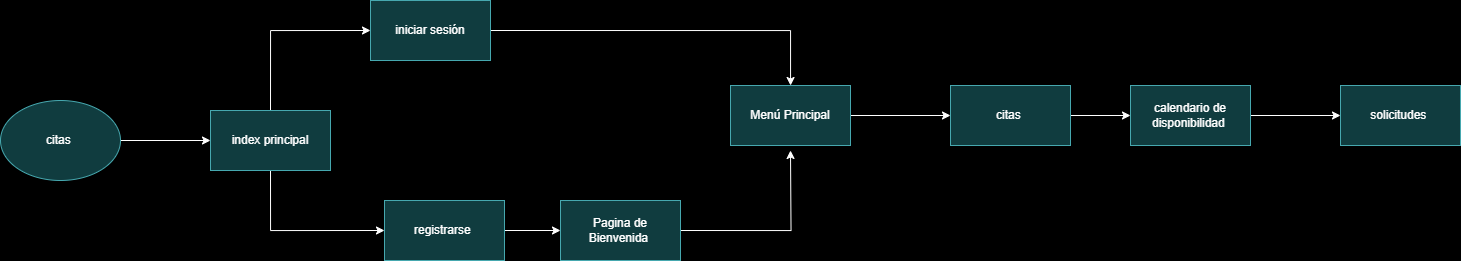 iniciar sesión
citas
index principal
Menú Principal
citas
calendario de
disponibilidad
solicitudes
registrarse
Pagina de
Bienvenida